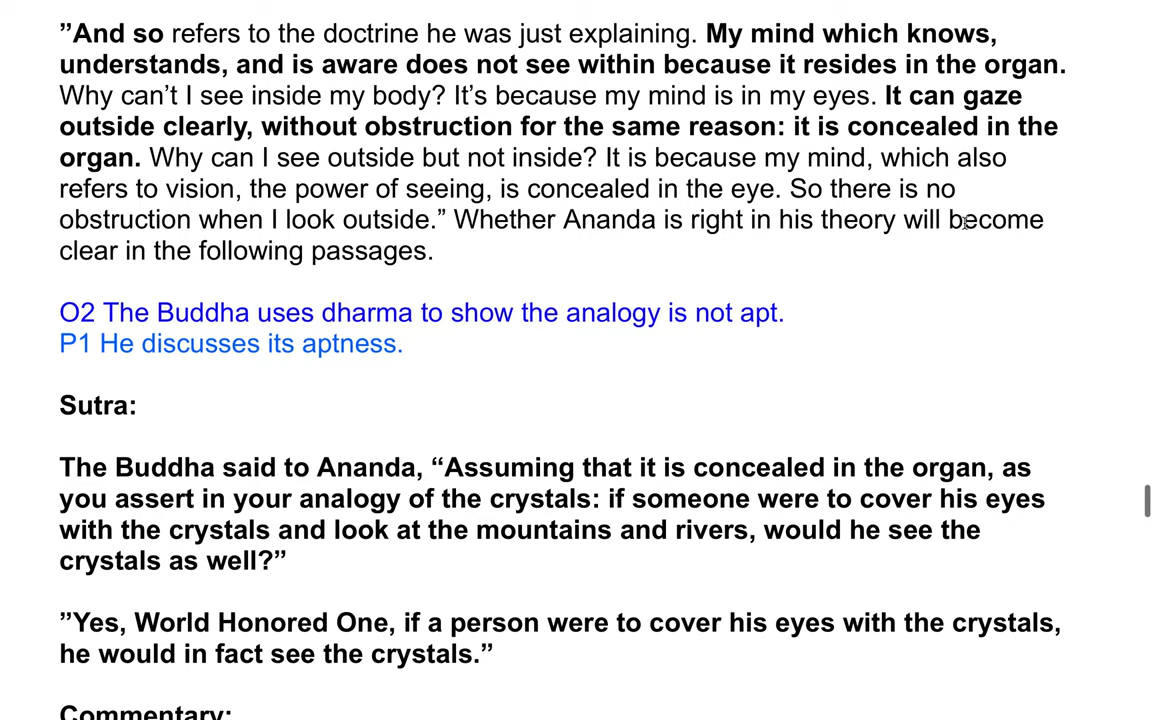 ”And so refers to the doctrine he was just explaining. My mind which knows,
understands, and is aware does not see within because it resides in the organ.
Why can’t I see inside my body? It’s because my mind is in my eyes. It can gaze
outside clearly, without obstruction for the same reason: it is concealed in the
organ. Why can I see outside but not inside? It is because my mind, which also
refers to vision, the power of seeing, is concealed in the eye. So there is no
obstruction when I look outside.” Whether Ananda is right in his theory will become
clear in the following passages.
O2 The Buddha uses dharma to show the analogy is not apt.
P1 He discusses its aptness.
Sutra:
The Buddha said to Ananda, “Assuming that it is concealed in the organ, as
you assert in your analogy of the crystals: if someone were to cover his eyes
with the crystals and look at the mountains and rivers, would he see the
crystals as well?”
”Yes, World Honored One, if a person were to cover his eyes with the crystals,
he would in fact see the crystals.”
Commentary: